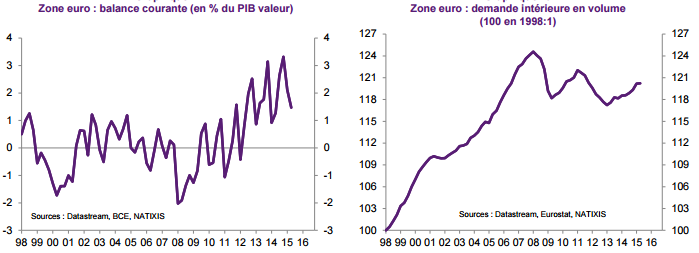 Zone euro : balance courante (en % du PIB valeur)
4 4
3 3
2 2
1 1
0 0
-1 -1
-2 -2
Sources : Datastream, BCE, NATIXIS
-3 -3
98 99 00 01 02 03 04 05 06 07 08 09 10 11 12 13 14 15 16
Zone euro : demande intérieure en volume
(100 en 1998:1)
127 127
124 124
121 121
118 118
115 115
112 112
109 109
106 106
103 103
Sources : Datastream, Eurostat, NATIXIS
100 100
98 99 00 01 02 03 04 05 06 07 08 09 10 11 12 13 14 15 16